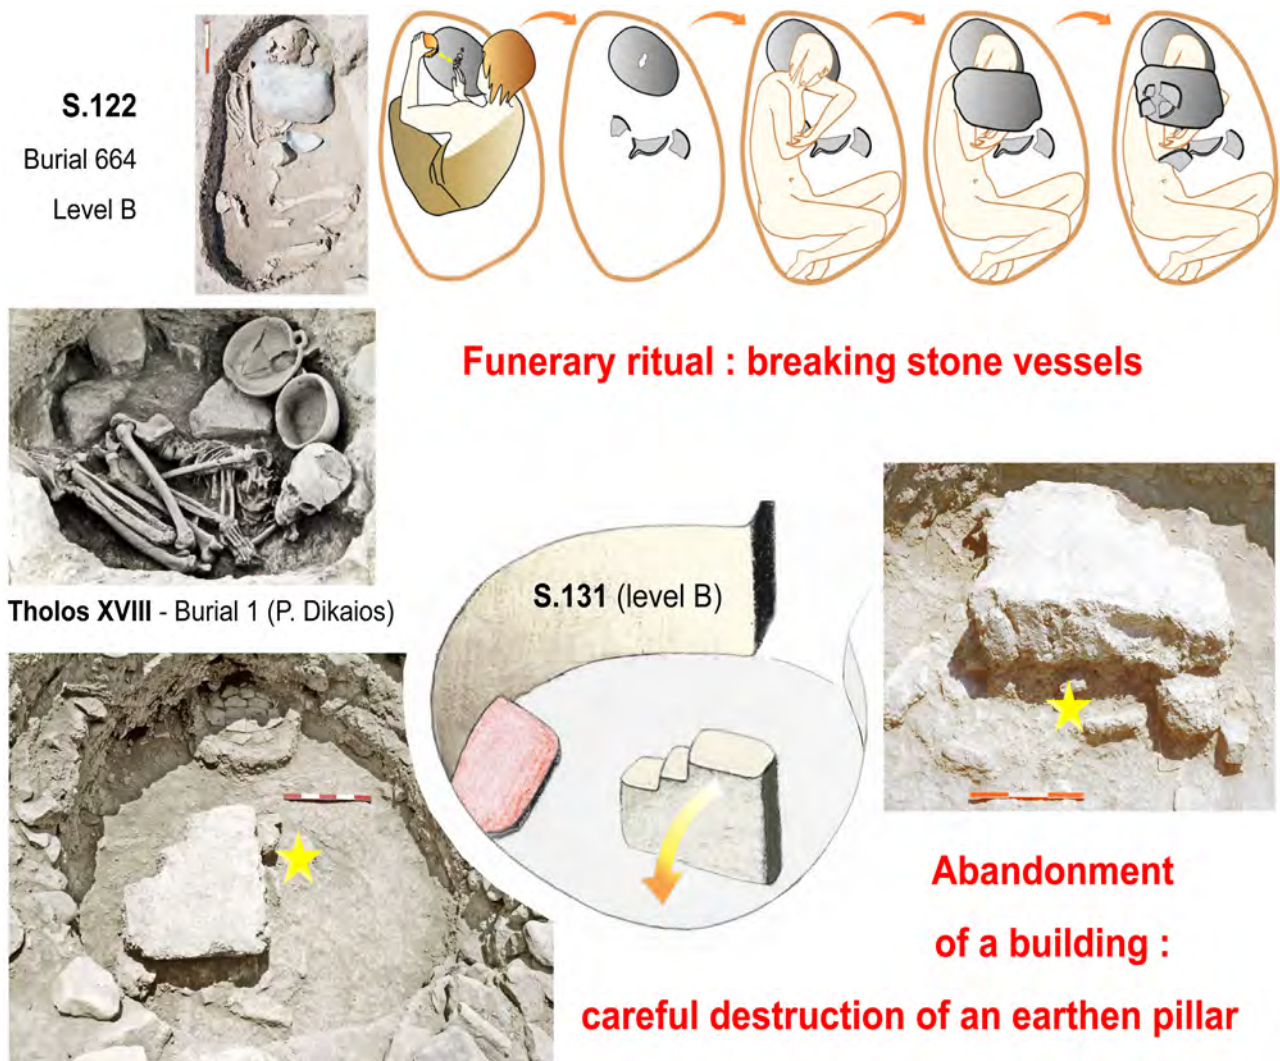 S.122
Burial 664
Level B
Funerary ritual : breaking stone vessels
Tholos XVIII - Burial 1 (P. Dikaios)
S.131 (level B)
Abandonment
of a building :
careful destruction of an earthen pillar